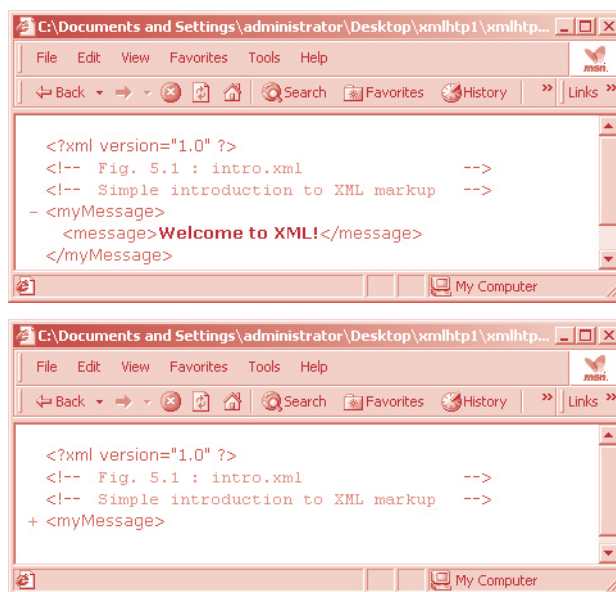 C:\Documents and Settings\administrator\Desktop\xmlhtp1\xmlhtp...
File Edit View Favorites Tools Help
msn.
Back Search Favorites History » Links »
<?xml version="1.0" ?>
<!-- Fig. 5.1 : intro.xml -->
<!-- Simple introduction to XML markup -->
- <myMessage>
<message>Welcome to XML!</message>
</myMessage>
My Computer
C:\Documents and Settings\administrator\Desktop\xmlhtp1\xmlhtp...
File Edit View Favorites Tools Help
msn.
Back Search Favorites History » Links »
<?xml version="1.0" ?>
<!-- Fig. 5.1 : intro.xml -->
<!-- Simple introduction to XML markup -->
+ <myMessage>
My Computer